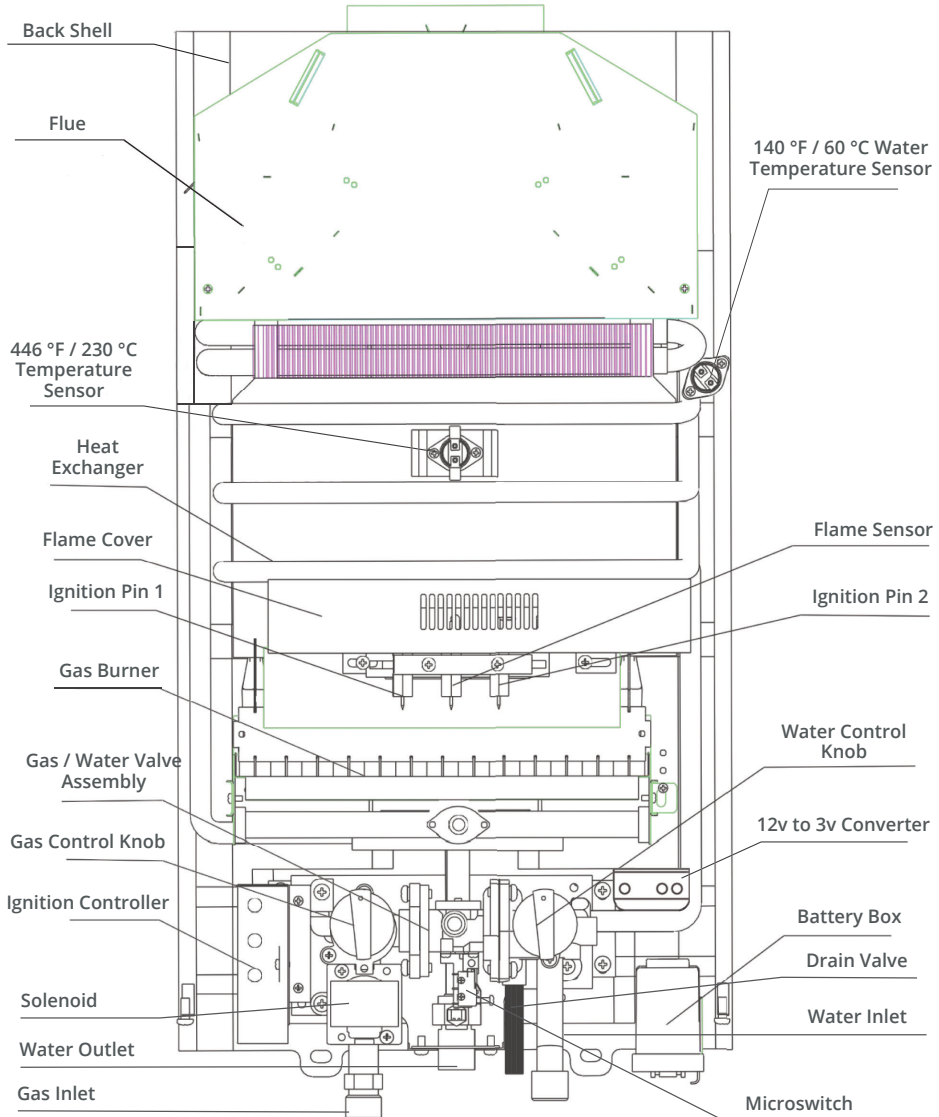 Back Shell
Flue
140 °F / 60 °C Water
Temperature Sensor
446 °F / 230 °C
Temperature
Sensor
Heat
Exchanger
Flame Cover
Flame Sensor
Ignition Pin 1
Ignition Pin 2
Gas Burner
Water Control
Knob
Gas / Water Valve
Assembly
12v to 3v Converter
Gas Control Knob
Ignition Controller
Battery Box
Drain Valve
Solenoid
Water Inlet
Water Outlet
Gas Inlet
Microswitch